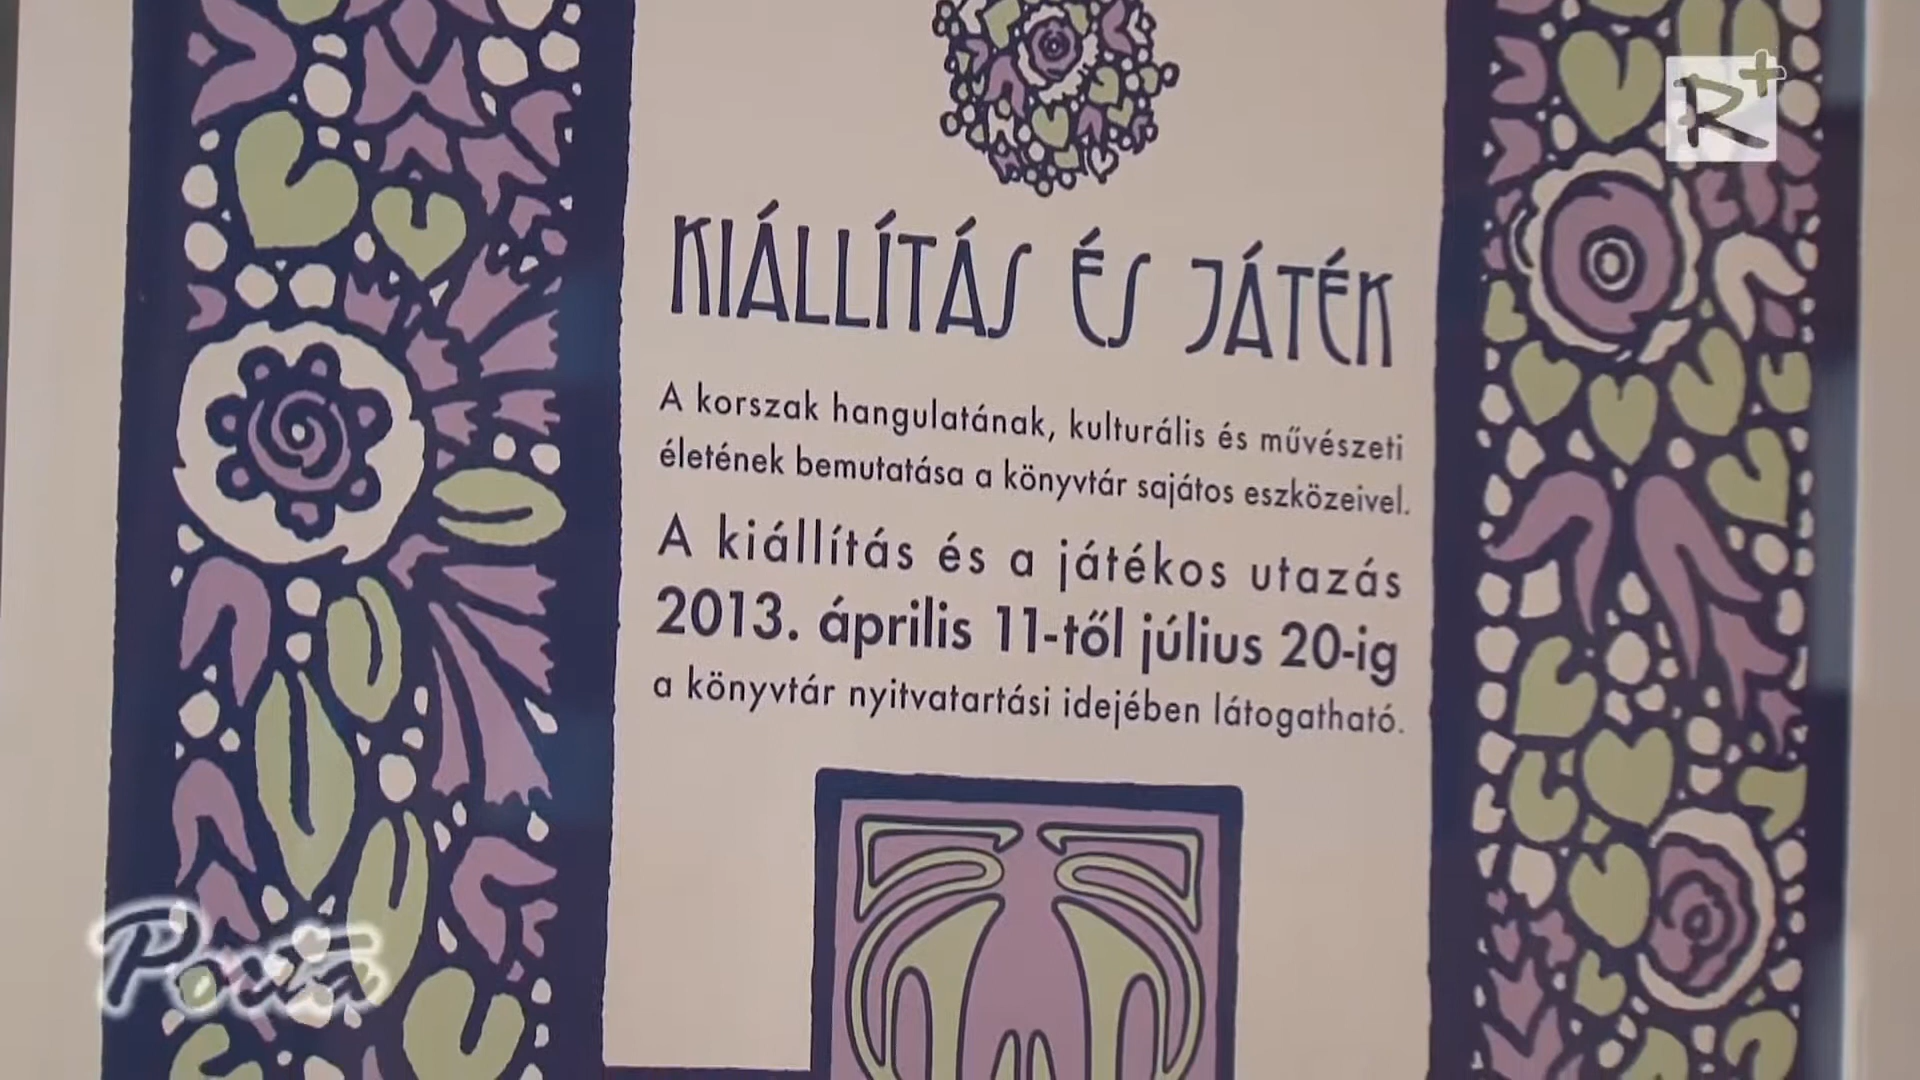 R+
KIÁLLÍTÁS ÉS JÁTÉK
A korszak hangulatának, kulturális és művészeti
életének bemutatása a könyvtár sajátos eszközeivel.
A kiállítás és a játékos utazás
2013. április 11-től július 20-ig
a könyvtár nyitvatartási idejében látogatható.